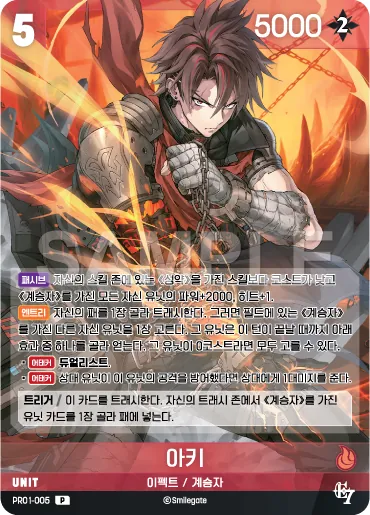 5
5000
2
SAMPLE
패시브 자신의 스킬 존에 있는 《심악》을 가진 스킬보다 코스트가 낮고
《계승자》를 가진 모든 자신 유닛의 파워+2000, 히트+1.
엔트리 자신의 패를 1장 골라 트래시한다. 그러면 필드에 있는 《계승자》
를 가진 다른 자신 유닛을 1장 고른다. 그 유닛은 이 턴이 끝날 때까지 아래
효과 중 하나를 골라 얻는다. 그 유닛이 0코스트라면 모두 고를 수 있다.
· 어태커 듀얼리스트.
· 어태커 상대 유닛이 이 유닛의 공격을 방어했다면 상대에게 1대미지를 준다.
트리거 / 이 카드를 트래시한다. 자신의 트래시 존에서 《계승자》를 가진
유닛 카드를 1장 골라 패에 넣는다.
아키
UNIT
이펙트 / 계승자
PR01-005 P
©Smilegate
E7